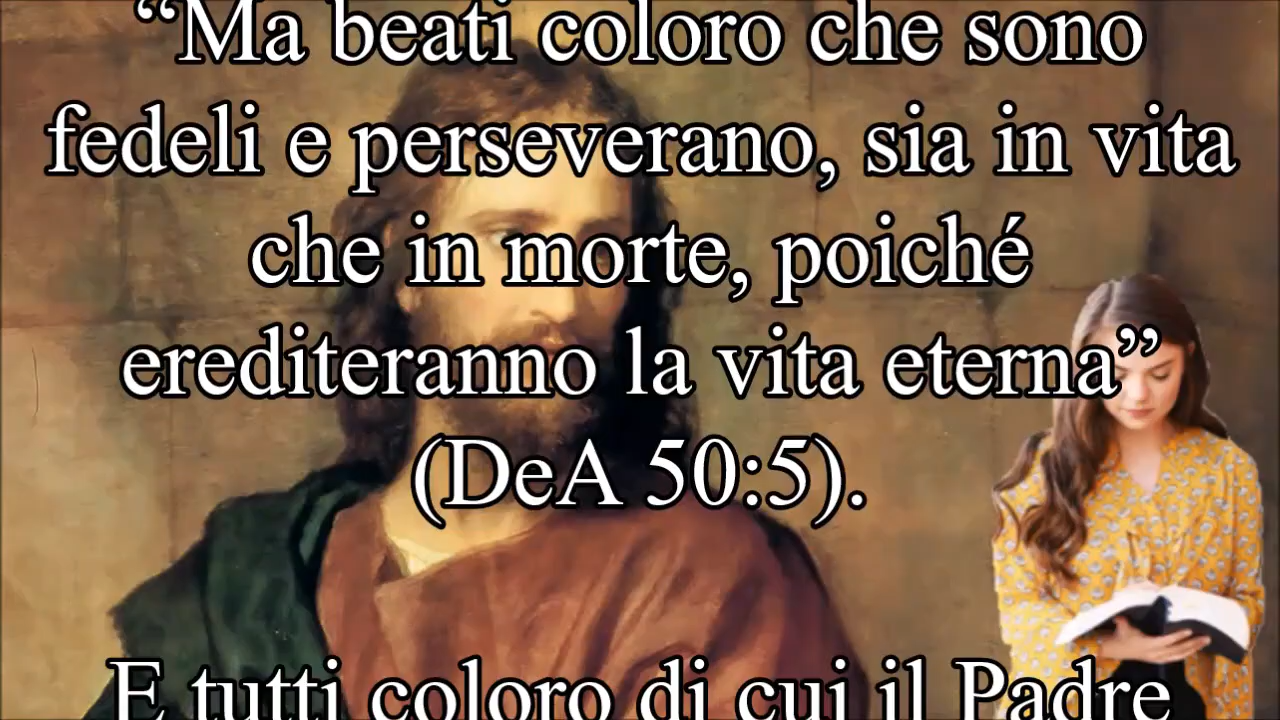 “Ma beati coloro che sono
fedeli e perseverano, sia in vita
che in morte, poiché
erediteranno la vita eterna”
(DeA 50:5).
E tutti coloro di cui il Padre